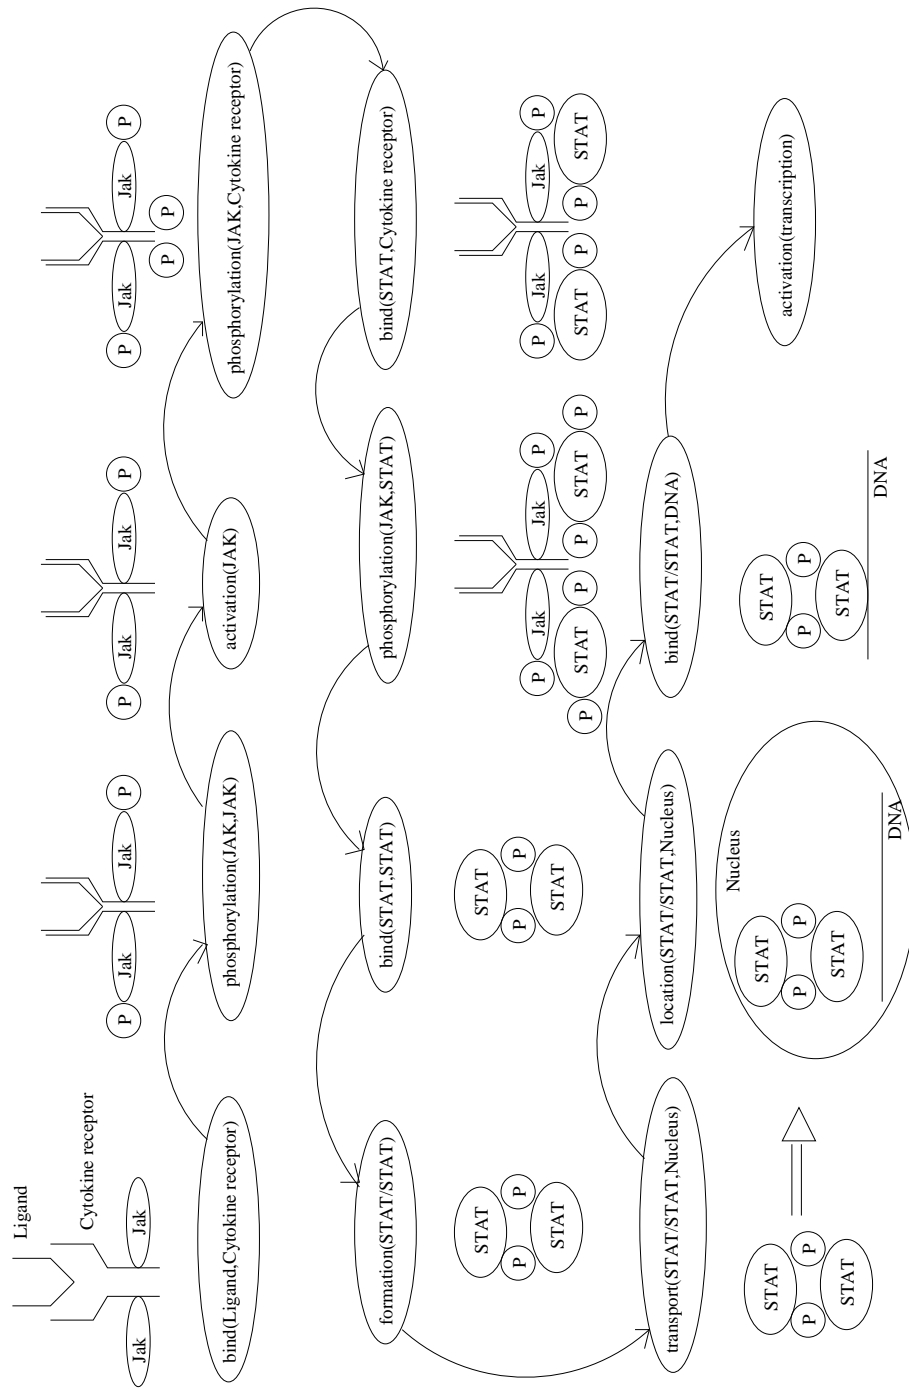 Ligand
Cytokine receptor
Jak Jak
P Jak Jak P
P Jak Jak P
P Jak Jak P
P P
bind(Ligand,Cytokine receptor)
phosphorylation(JAK,JAK)
activation(JAK)
phosphorylation(JAK,Cytokine receptor)
formation(STAT/STAT)
bind(STAT,STAT)
phosphorylation(JAK,STAT)
bind(STAT,Cytokine receptor)
STAT
P P
STAT
STAT
P P
STAT
P Jak Jak P
P STAT P P STAT P
P Jak Jak P
STAT P P STAT
transport(STAT/STAT,Nucleus)
location(STAT/STAT,Nucleus)
bind(STAT/STAT,DNA)
activation(transcription)
STAT
P P
STAT
Nucleus
STAT
P P
STAT
DNA
STAT
P P
STAT
DNA